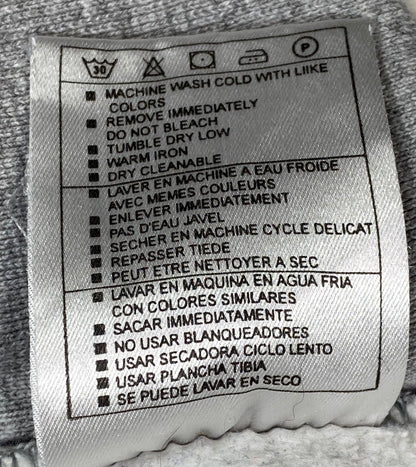 30 P
MACHINE WASH COLD WITH LIIKE
COLORS
REMOVE IMMEDIATELY
DO NOT BLEACH
TUMBLE DRY LOW
WARM IRON
DRY CLEANABLE
LAVER EN MACHINE A EAU FROIDE
AVEC MEMES COULEURS
ENLEVER IMMEDIATEMENT
PAS D'EAU JAVEL
SECHER EN MACHINE CYCLE DELICAT
REPASSER TIEDE
PEUT ETRE NETTOYER A SEC
LAVAR EN MAQUINA EN AGUA FRIA
CON COLORES SIMILARES
SACAR IMMEDIATAMENTE
NO USAR BLANQUEADORES
USAR SECADORA CICLO LENTO
USAR PLANCHA TIBIA
SE PUEDE LAVAR EN SECO